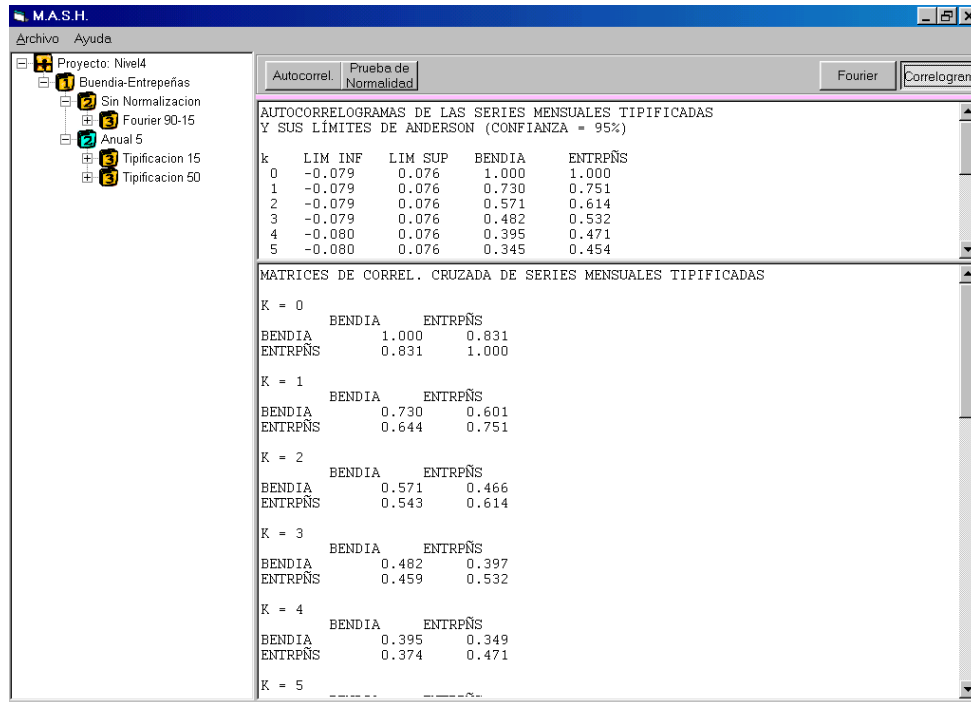 M.A.S.H.
Archivo Ayuda
Proyecto: Nivel4
1 Buendia-Entrepeñas
2 Sin Normalizacion
3 Fourier 90-15
2 Anual 5
3 Tipificacion 15
3 Tipificacion 50
Autocorrel. Prueba de Normalidad Fourier Correlogram
AUTOCORRELOGRAMAS DE LAS SERIES MENSUALES TIPIFICADAS
Y SUS LÍMITES DE ANDERSON (CONFIANZA = 95%)
k LIM INF LIM SUP BENDIA ENTRPÑS
0 -0.079 0.076 1.000 1.000
1 -0.079 0.076 0.730 0.751
2 -0.079 0.076 0.571 0.614
3 -0.079 0.076 0.482 0.532
4 -0.080 0.076 0.395 0.471
5 -0.080 0.076 0.345 0.454
MATRICES DE CORREL. CRUZADA DE SERIES MENSUALES TIPIFICADAS
K = 0
BENDIA ENTRPÑS
BENDIA 1.000 0.831
ENTRPÑS 0.831 1.000
K = 1
BENDIA ENTRPÑS
BENDIA 0.730 0.601
ENTRPÑS 0.644 0.751
K = 2
BENDIA ENTRPÑS
BENDIA 0.571 0.466
ENTRPÑS 0.543 0.614
K = 3
BENDIA ENTRPÑS
BENDIA 0.482 0.397
ENTRPÑS 0.459 0.532
K = 4
BENDIA ENTRPÑS
BENDIA 0.395 0.349
ENTRPÑS 0.374 0.471
K = 5